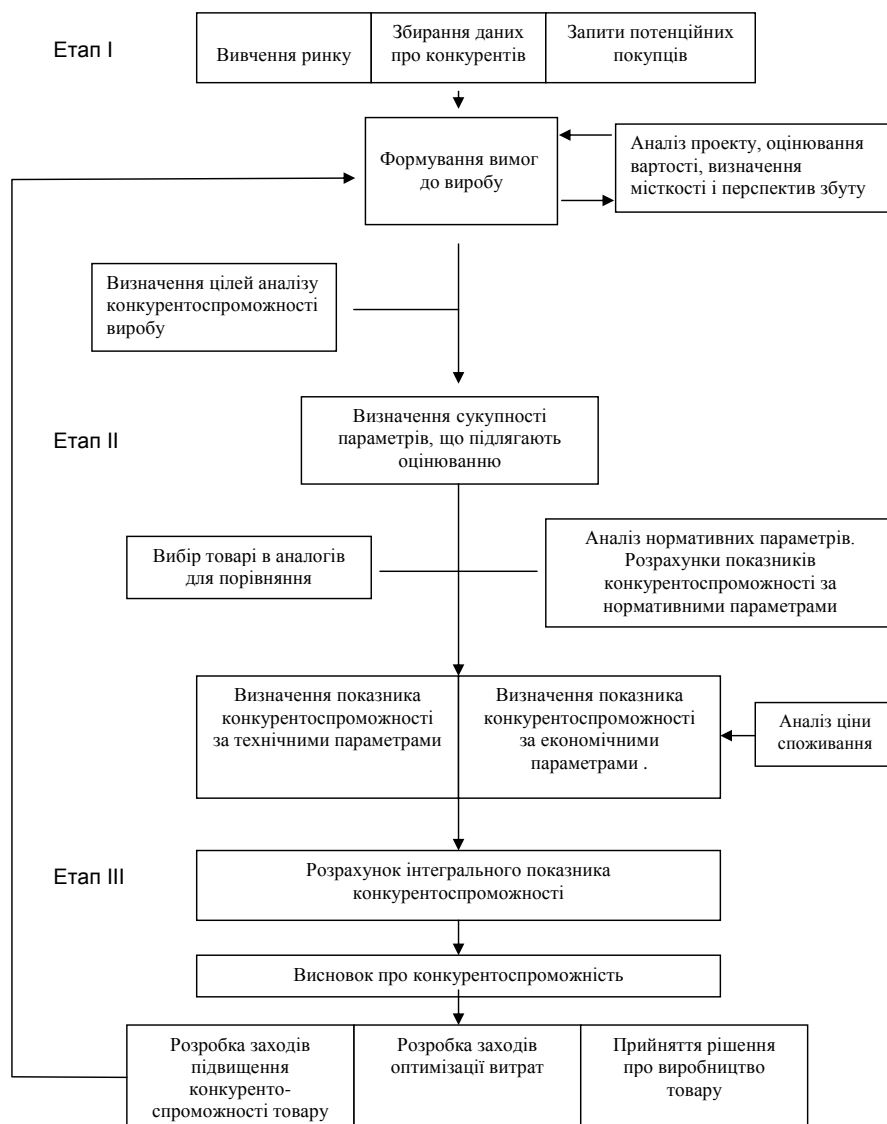 Етап I
Вивчення ринку
Збирання даних
про конкурентів
Запити потенційних
покупців
Формування вимог
до виробу
Аналіз проекту, оцінювання
вартості, визначення
місткості і перспектив збуту
Визначення цілей аналізу
конкурентоспроможності
виробу
Етап II
Визначення сукупності
параметрів, що підлягають
оцінюванню
Вибір товарі в аналогів
для порівняння
Аналіз нормативних параметрів.
Розрахунки показників
конкурентоспроможності за
нормативними параметрами
Визначення показника
конкурентоспроможності
за технічними параметрами
Визначення показника
конкурентоспроможності
за економічними
параметрами .
Аналіз ціни
споживання
Етап III
Розрахунок інтегрального показника
конкурентоспроможності
Висновок про конкурентоспроможність
Розробка заходів
підвищення
конкуренто-
спроможності товару
Розробка заходів
оптимізації витрат
Прийняття рішення
про виробництво
товару